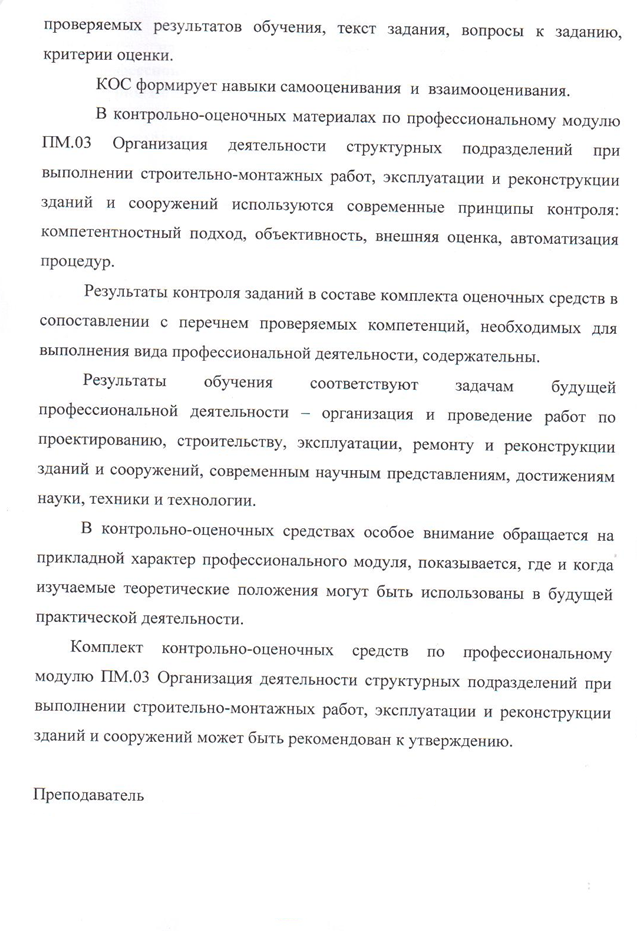 проверяемых результатов обучения, текст задания, вопросы к заданию,
критерии оценки.
КОС формирует навыки самооценивания и взаимооценивания.
В контрольно-оценочных материалах по профессиональному модулю
ПМ.03 Организация деятельности структурных подразделений при
выполнении строительно-монтажных работ, эксплуатации и реконструкции
зданий и сооружений используются современные принципы контроля:
компетентностный подход, объективность, внешняя оценка, автоматизация
процедур.
Результаты контроля заданий в составе комплекта оценочных средств в
сопоставлении с перечнем проверяемых компетенций, необходимых для
выполнения вида профессиональной деятельности, содержательны.
Результаты обучения соответствуют задачам будущей
профессиональной деятельности – организация и проведение работ по
проектированию, строительству, эксплуатации, ремонту и реконструкции
зданий и сооружений, современным научным представлениям, достижениям
науки, техники и технологии.
В контрольно-оценочных средствах особое внимание обращается на
прикладной характер профессионального модуля, показывается, где и когда
изучаемые теоретические положения могут быть использованы в будущей
практической деятельности.
Комплект контрольно-оценочных средств по профессиональному
модулю ПМ.03 Организация деятельности структурных подразделений при
выполнении строительно-монтажных работ, эксплуатации и реконструкции
зданий и сооружений может быть рекомендован к утверждению.
Преподаватель